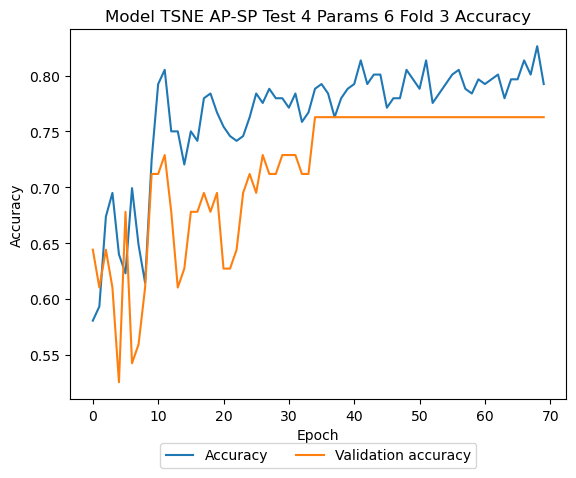 Model TSNE AP-SP Test 4 Params 6 Fold 3 Accuracy
Accuracy
0.80
0.75
0.70
0.65
0.60
0.55
0 10 20 30 40 50 60 70
Epoch
Accuracy Validation accuracy